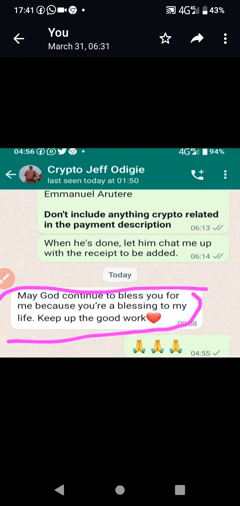 17:41 4G 43%
You
March 31, 06:31
04:56 4G 94%
Crypto Jeff Odigie
last seen today at 01:50
Emmanuel Arutere
Don't include anything crypto related
in the payment description
06:13
When he's done, let him chat me up
with the receipt to be added.
06:14
Today
May God continue to bless you for
me because you're a blessing to my
life. Keep up the good work❤️
🙏🙏🙏
04:55